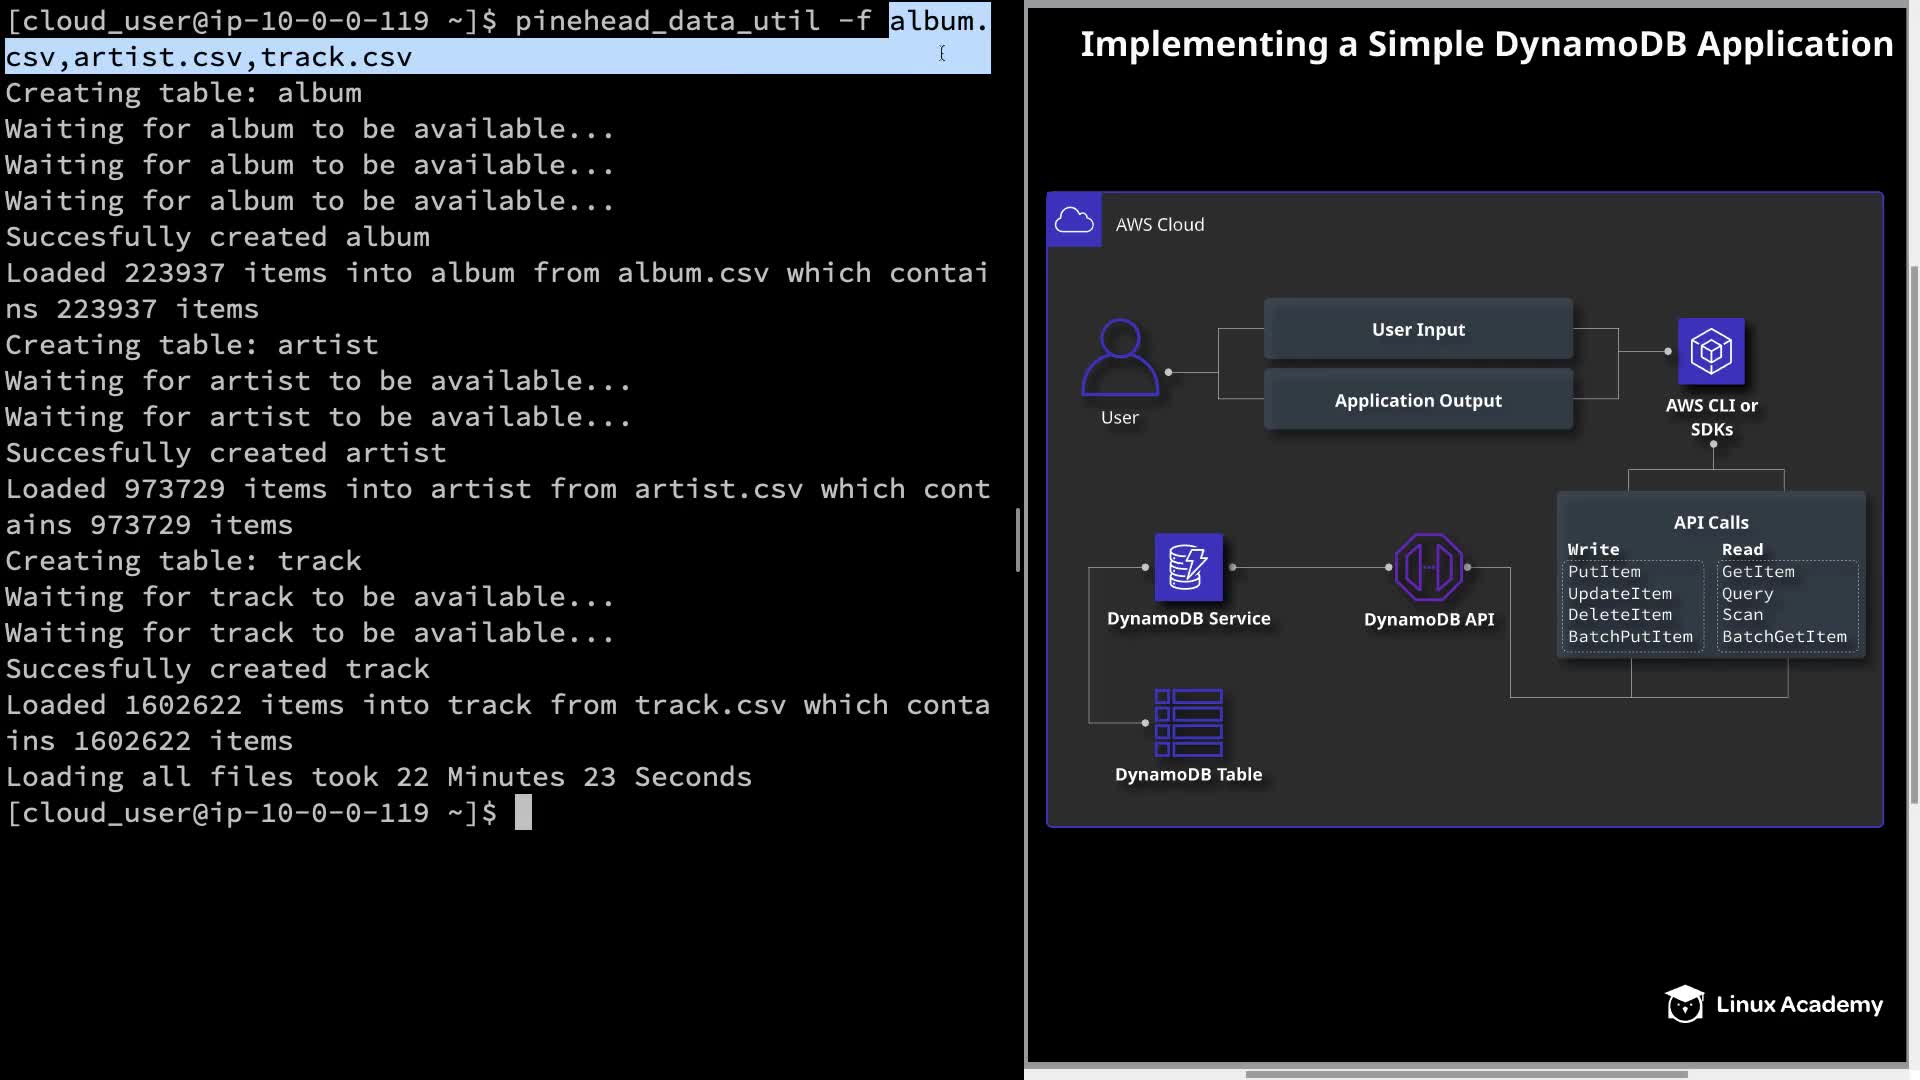 [cloud_user@ip-10-0-0-119 ~]$ pinehead_data_util -f album.
csv,artist.csv,track.csv
Creating table: album
Waiting for album to be available...
Waiting for album to be available...
Waiting for album to be available...
Succesfully created album
Loaded 223937 items into album from album.csv which contai
ns 223937 items
Creating table: artist
Waiting for artist to be available...
Waiting for artist to be available...
Succesfully created artist
Loaded 973729 items into artist from artist.csv which cont
ains 973729 items
Creating table: track
Waiting for track to be available...
Waiting for track to be available...
Succesfully created track
Loaded 1602622 items into track from track.csv which conta
ins 1602622 items
Loading all files took 22 Minutes 23 Seconds
[cloud_user@ip-10-0-0-119 ~]$
Implementing a Simple DynamoDB Application
AWS Cloud
User Input
Application Output
User
AWS CLI or
SDKs
API Calls
Write
PutItem
UpdateItem
DeleteItem
BatchPutItem
Read
GetItem
Query
Scan
BatchGetItem
DynamoDB Service
DynamoDB API
DynamoDB Table
Linux Academy